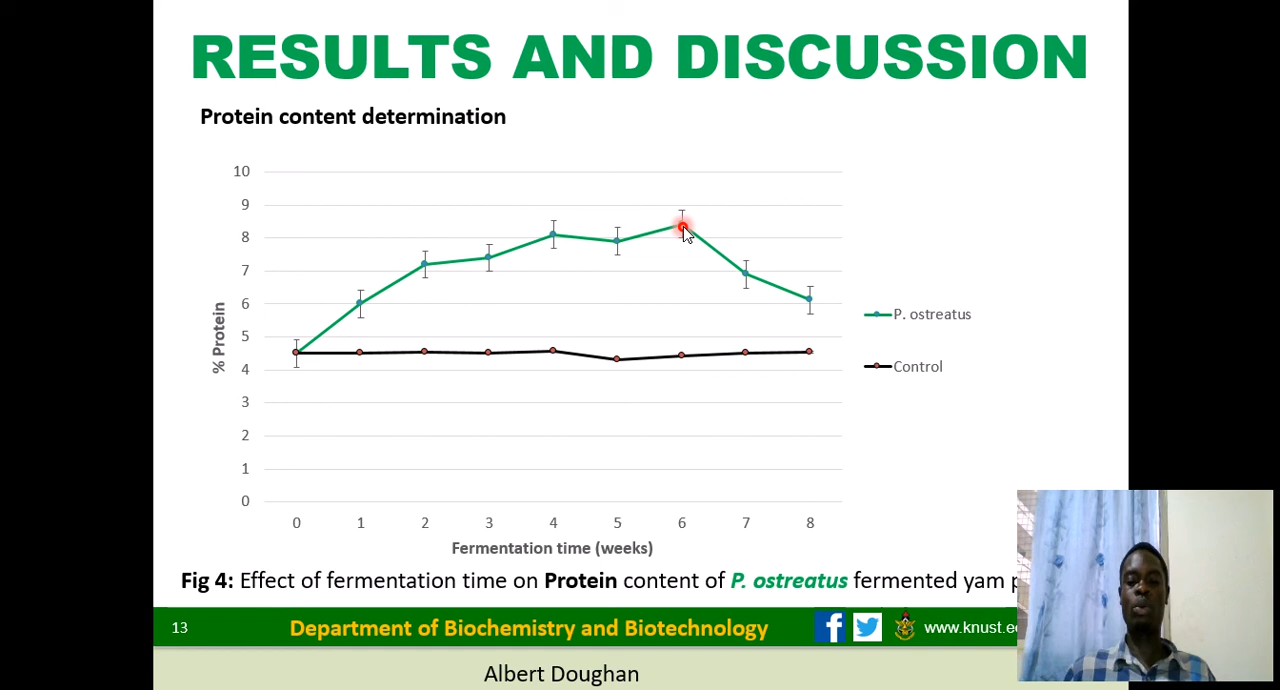 RESULTS AND DISCUSSION
Protein content determination
10
9
8
7
6
5
4
3
2
1
0
% Protein
0 1 2 3 4 5 6 7 8
Fermentation time (weeks)
P. ostreatus
Control
Fig 4: Effect of fermentation time on Protein content of P. ostreatus fermented yam p
13 Department of Biochemistry and Biotechnology f www.knust.e
Albert Doughan